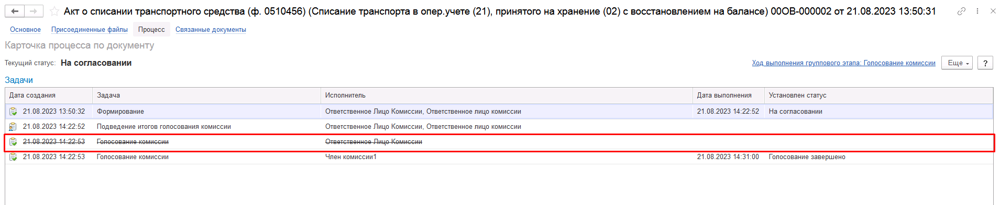 Акт о списании транспортного средства (ф. 0510456) (Списание транспорта в опер.учете (21), принятого на хранение (02) с восстановлением на балансе) 00ОВ-000002 от 21.08.2023 13:50:31
Основное Присоединенные файлы Процесс Связанные документы
Карточка процесса по документу
Текущий статус: На согласовании Ход выполнения группового этапа: Голосование комиссии Еще ?
Задачи
Дата создания Задача Исполнитель Дата выполнения Установлен статус
21.08.2023 13:50:32 Формирование Ответственное Лицо Комиссии, Ответственное лицо комиссии 21.08.2023 14:22:52 На согласовании
21.08.2023 14:22:52 Подведение итогов голосования комиссии Ответственное Лицо Комиссии, Ответственное лицо комиссии
21.08.2023 14:22:53 Голосование комиссии Ответственное Лицо Комиссии
21.08.2023 14:22:53 Голосование комиссии Член комиссии1 21.08.2023 14:31:00 Голосование завершено